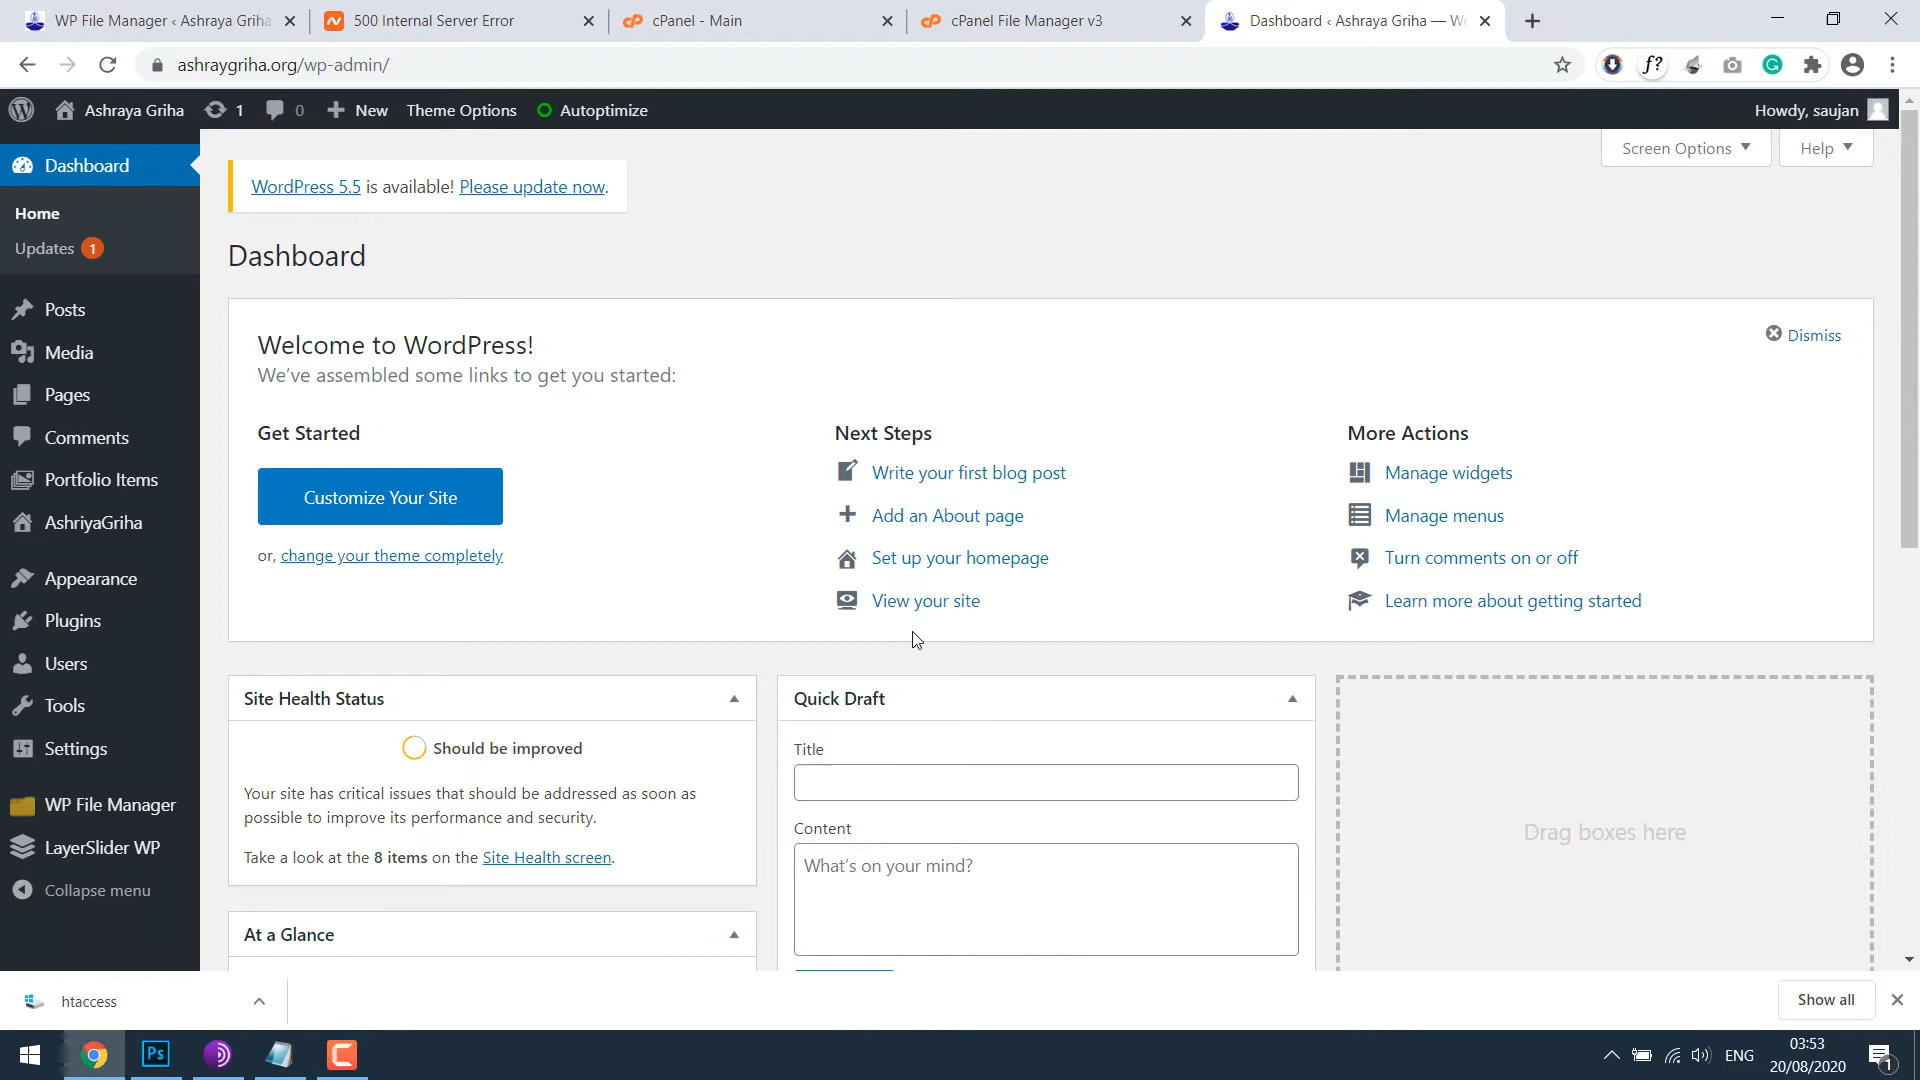 WP File Manager ‹ Ashraya Griha
500 Internal Server Error
cPanel - Main
cPanel File Manager v3
Dashboard ‹ Ashraya Griha — W
ashraygriha.org/wp-admin/
f?
Ashraya Griha
1
0
New
Theme Options
Autoptimize
Howdy, saujan
Screen Options
Help
Dashboard
Home
Updates 1
Posts
Media
Pages
Comments
Portfolio Items
AshriyaGriha
Appearance
Plugins
Users
Tools
Settings
WP File Manager
LayerSlider WP
Collapse menu
WordPress 5.5 is available! Please update now.
Dashboard
Welcome to WordPress!
We've assembled some links to get you started:
Dismiss
Get Started
Customize Your Site
or, change your theme completely
Next Steps
Write your first blog post
Add an About page
Set up your homepage
View your site
More Actions
Manage widgets
Manage menus
Turn comments on or off
Learn more about getting started
Site Health Status
Should be improved
Your site has critical issues that should be addressed as soon as
possible to improve its performance and security.
Take a look at the 8 items on the Site Health screen.
At a Glance
Quick Draft
Title
Content
What's on your mind?
Drag boxes here
htaccess
Show all
Ps
ENG
03:53
20/08/2020
1